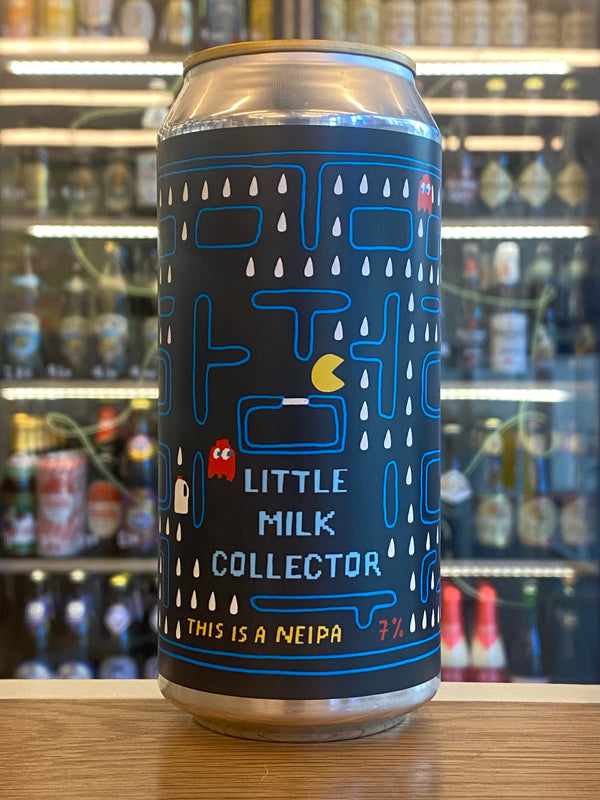 LITTLE
MILK
COLLECTOR
THIS IS A NEIPA 7%